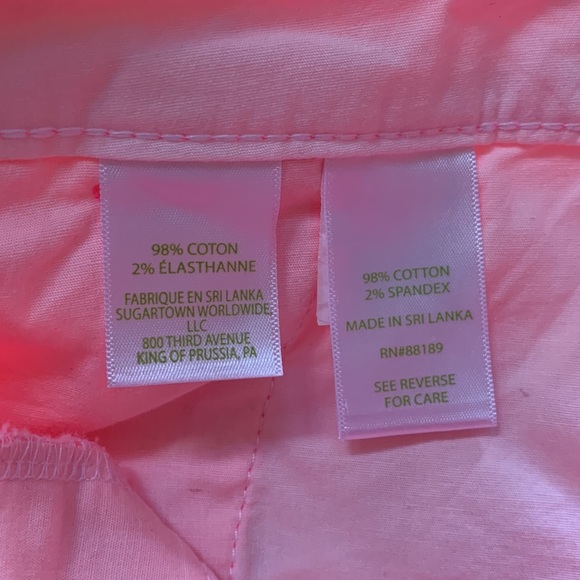 98% COTON
2% ÉLASTHANNE
FABRIQUE EN SRI LANKA
SUGARTOWN WORLDWIDE,
LLC
800 THIRD AVENUE
KING OF PRUSSIA, PA
98% COTTON
2% SPANDEX
MADE IN SRI LANKA
RN#88189
SEE REVERSE
FOR CARE